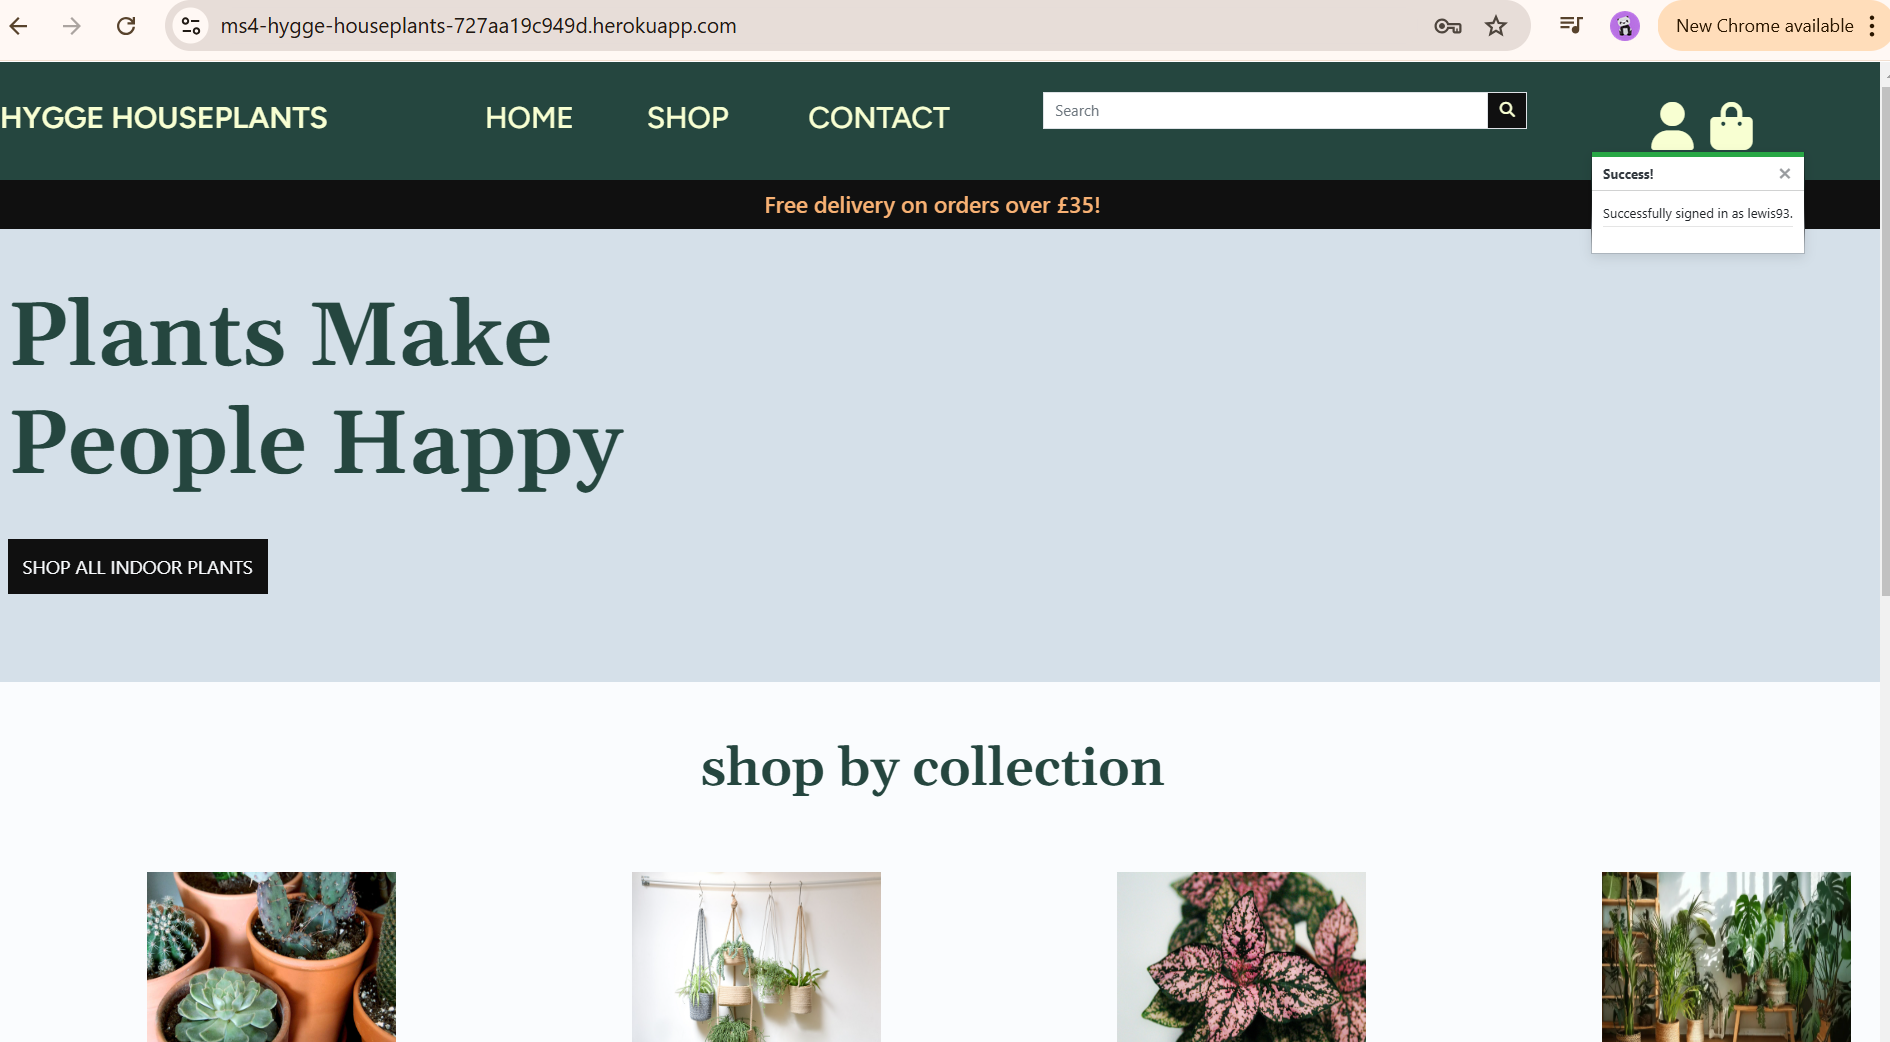 ms4-hygge-houseplants-727aa19c949d.herokuapp.com
New Chrome available
HYGGE HOUSEPLANTS
HOME
SHOP
CONTACT
Search
Success!
×
Successfully signed in as lewis93.
Free delivery on orders over £35!
Plants Make
People Happy
SHOP ALL INDOOR PLANTS
shop by collection